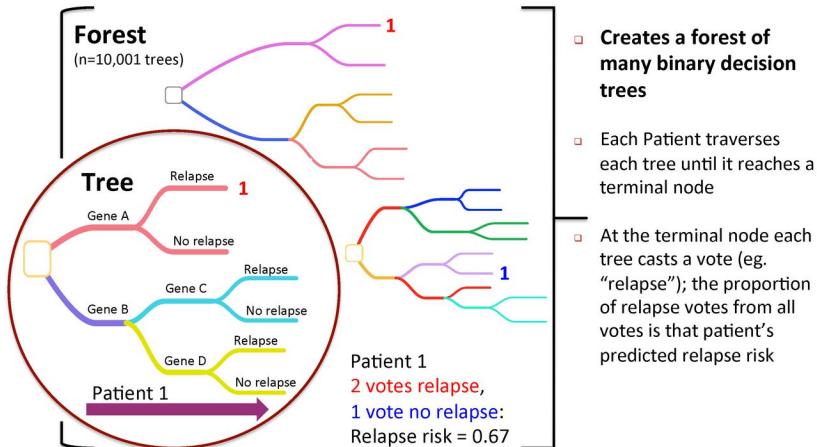 Forest
(n=10,001 trees)
1
Tree
Relapse
1
Gene A
No relapse
Relapse
Gene C
Gene B
No relapse
Relapse
Gene D
No relapse
Patient 1
1
Patient 1
2 votes relapse,
1 vote no relapse:
Relapse risk = 0.67
Creates a forest of
many binary decision
trees
Each Patient traverses
each tree until it reaches a
terminal node
At the terminal node each
tree casts a vote (eg.
“relapse”); the proportion
of relapse votes from all
votes is that patient’s
predicted relapse risk